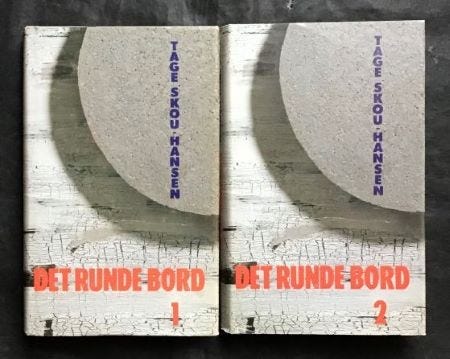 TAGE SKOU-HANSEN
DET RUNDE BORD
1
TAGE SKOU-HANSEN
DET RUNDE BORD
2